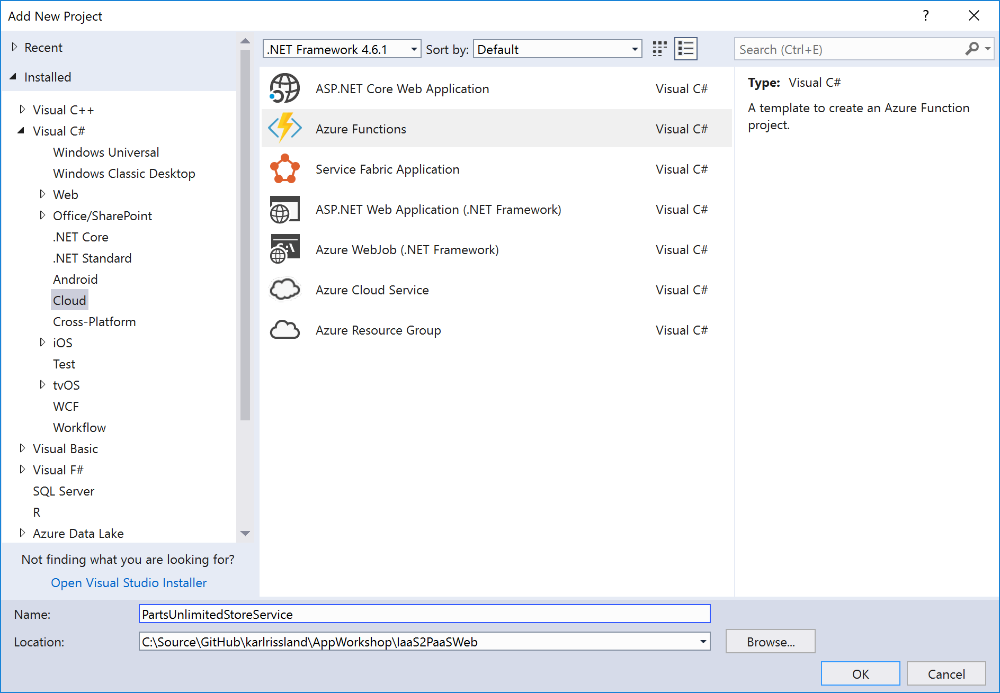 Add New Project
?
Recent
Installed
Visual C++
Visual C#
Windows Universal
Windows Classic Desktop
Web
Office/SharePoint
.NET Core
.NET Standard
Android
Cloud
Cross-Platform
iOS
Test
tvOS
WCF
Workflow
Visual Basic
Visual F#
SQL Server
R
Azure Data Lake
Not finding what you are looking for?
Open Visual Studio Installer
.NET Framework 4.6.1 Sort by: Default
ASP.NET Core Web Application Visual C#
Azure Functions Visual C#
Service Fabric Application Visual C#
ASP.NET Web Application (.NET Framework) Visual C#
Azure WebJob (.NET Framework) Visual C#
Azure Cloud Service Visual C#
Azure Resource Group Visual C#
Search (Ctrl+E)
Type: Visual C#
A template to create an Azure Function
project.
Name: PartsUnlimitedStoreService
Location: C:\Source\GitHub\karlrissland\AppWorkshop\IaaS2PaaSWeb
Browse...
OK Cancel